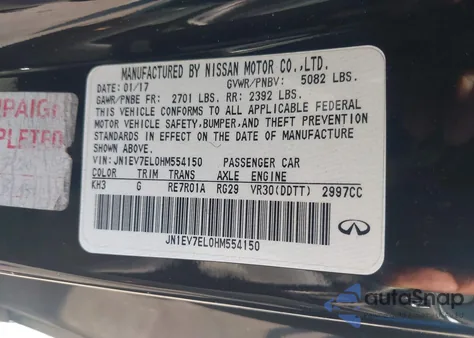 MANUFACTURED BY NISSAN MOTOR CO.,LTD.
DATE: 01/17 GVWR/PNBV: 5082 LBS.
GAWR/PNBE FR: 2701 LBS. RR: 2392 LBS.
THIS VEHICLE CONFORMS TO ALL APPLICABLE FEDERAL
MOTOR VEHICLE SAFETY,BUMPER,AND THEFT PREVENTION
STANDARDS IN EFFECT ON THE DATE OF MANUFACTURE
SHOWN ABOVE.
VIN: JN1EV7EL0HM554150 PASSENGER CAR
COLOR TRIM TRANS AXLE ENGINE
KH3 G RE7R01A RG29 VR30(DDTT) 2997CC
JN1EV7EL0HM554150
MPAIG
PLETED
autoSnap